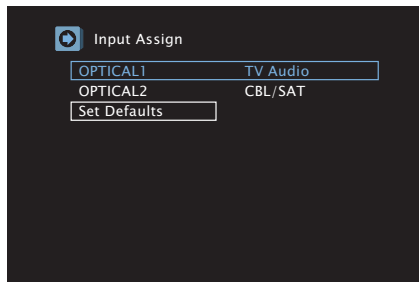 Input Assign
OPTICAL1 TV Audio
OPTICAL2 CBL/SAT
Set Defaults